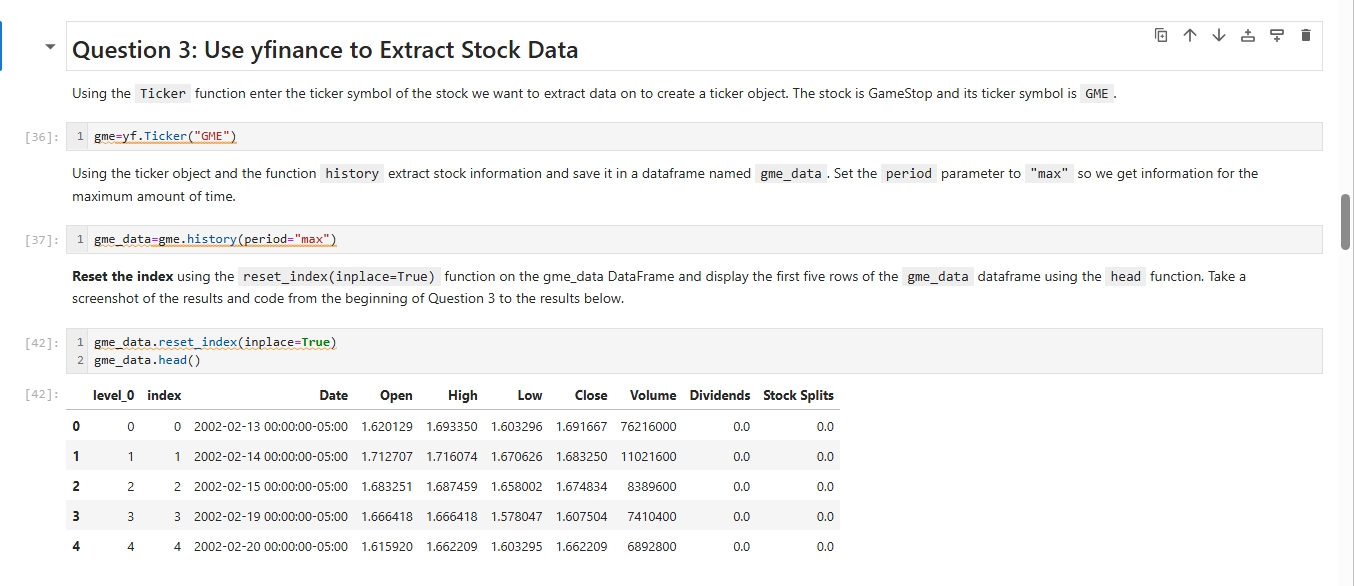 Question 3: Use yfinance to Extract Stock Data
Using the Ticker function enter the ticker symbol of the stock we want to extract data on to create a ticker object. The stock is GameStop and its ticker symbol is GME .
[36]: 1 gme=yf.Ticker("GME")
Using the ticker object and the function history extract stock information and save it in a dataframe named gme_data . Set the period parameter to "max" so we get information for the
maximum amount of time.
[37]: 1 gme_data=gme.history(period="max")
Reset the index using the reset_index(inplace=True) function on the gme_data DataFrame and display the first five rows of the gme_data dataframe using the head function. Take a
screenshot of the results and code from the beginning of Question 3 to the results below.
[42]: 1 gme_data.reset_index(inplace=True)
2 gme_data.head()
[42]: level_0 index Date Open High Low Close Volume Dividends Stock Splits
0 0 0 2002-02-13 00:00:00-05:00 1.620129 1.693350 1.603296 1.691667 76216000 0.0 0.0
1 1 1 2002-02-14 00:00:00-05:00 1.712707 1.716074 1.670626 1.683250 11021600 0.0 0.0
2 2 2 2002-02-15 00:00:00-05:00 1.683251 1.687459 1.658002 1.674834 8389600 0.0 0.0
3 3 3 2002-02-19 00:00:00-05:00 1.666418 1.666418 1.578047 1.607504 7410400 0.0 0.0
4 4 4 2002-02-20 00:00:00-05:00 1.615920 1.662209 1.603295 1.662209 6892800 0.0 0.0